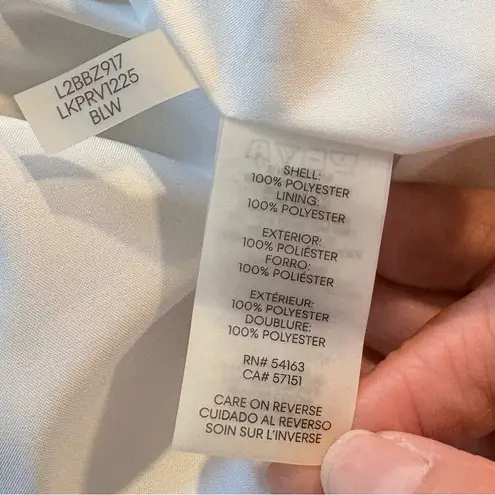 L2BBZ917
LKPRV1225
BLW
SHELL:
100% POLYESTER
LINING:
100% POLYESTER
EXTERIOR:
100% POLIÉSTER
FORRO:
100% POLIÉSTER
EXTÉRIEUR:
100% POLYESTER
DOUBLURE:
100% POLYESTER
RN# 54163
CA# 57151
CARE ON REVERSE
CUIDADO AL REVERSO
SOIN SUR L'INVERSE